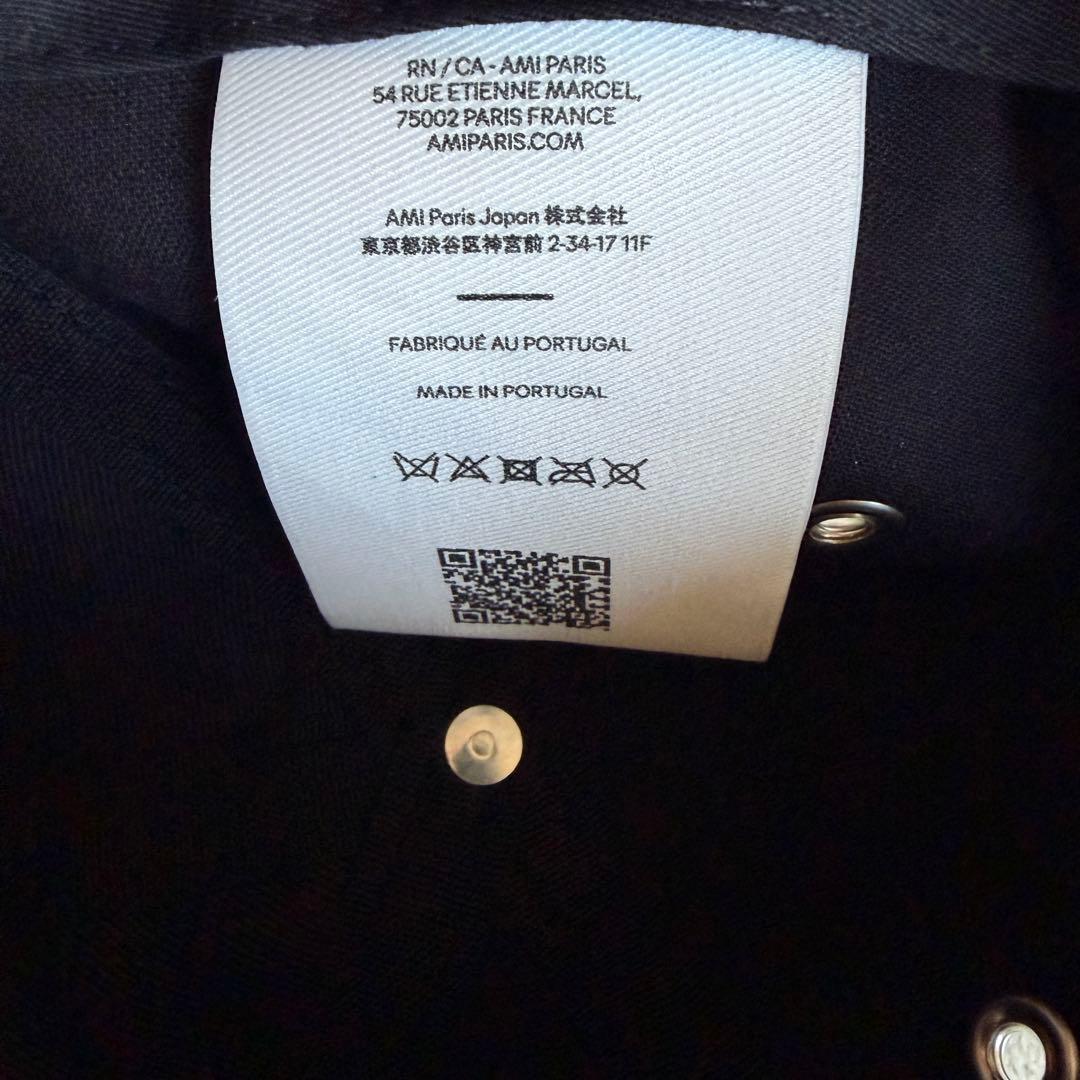 RN / CA - AMI PARIS
54 RUE ETIENNE MARCEL,
75002 PARIS FRANCE
AMIPARIS.COM
AMI Paris Japan 株式会社
東京都渋谷区神宮前 2-34-17 11F
FABRIQUÉ AU PORTUGAL
MADE IN PORTUGAL